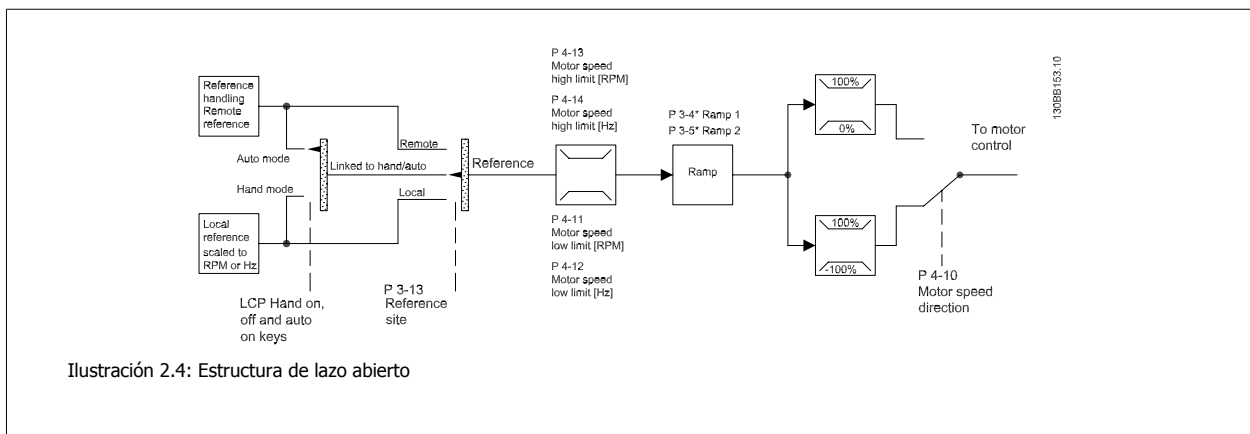 Reference
handling
Remote
reference
Auto mode
Hand mode
Local
reference
scaled to
RPM or Hz
LCP Hand on,
off and auto
on keys
Linked to hand/auto
Remote
Local
P 3-13
Reference
site
Reference
P 4-13
Motor speed
high limit [RPM]
P 4-14
Motor speed
high limit [Hz]
P 4-11
Motor speed
low limit [RPM]
P 4-12
Motor speed
low limit [Hz]
P 3-4* Ramp 1
P 3-5* Ramp 2
Ramp
100%
0%
100%
-100%
To motor
control
P 4-10
Motor speed
direction
130BB153.10
Ilustración 2.4: Estructura de lazo abierto